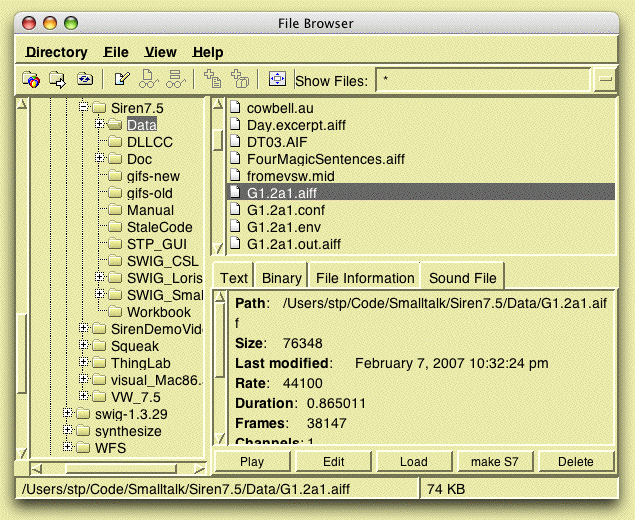 File Browser
Directory File View Help
Show Files: *
Siren7.5
Data
DLLCC
Doc
gifs-new
gifs-old
Manual
StaleCode
STP_GUI
SWIG_CSL
SWIG_Loris
SWIG_Smal
Workbook
SirenDemoVide
Squeak
ThingLab
visual_Mac86.
VW_7.5
swig-1.3.29
synthesize
WFS
cowbell.au
Day.excerpt.aiff
DT03.AIF
FourMagicSentences.aiff
fromevsw.mid
G1.2a1.aiff
G1.2a1.conf
G1.2a1.env
G1.2a1.out.aiff
Text Binary File Information Sound File
Path: /Users/stp/Code/Smalltalk/Siren7.5/Data/G1.2a1.aif
f
Size: 76348
Last modified: February 7, 2007 10:32:24 pm
Rate: 44100
Duration: 0.865011
Frames: 38147
Channels: 1
Play Edit Load make S7 Delete
/Users/stp/Code/Smalltalk/Siren7.5/Data/G1.2a1.aiff 74 KB